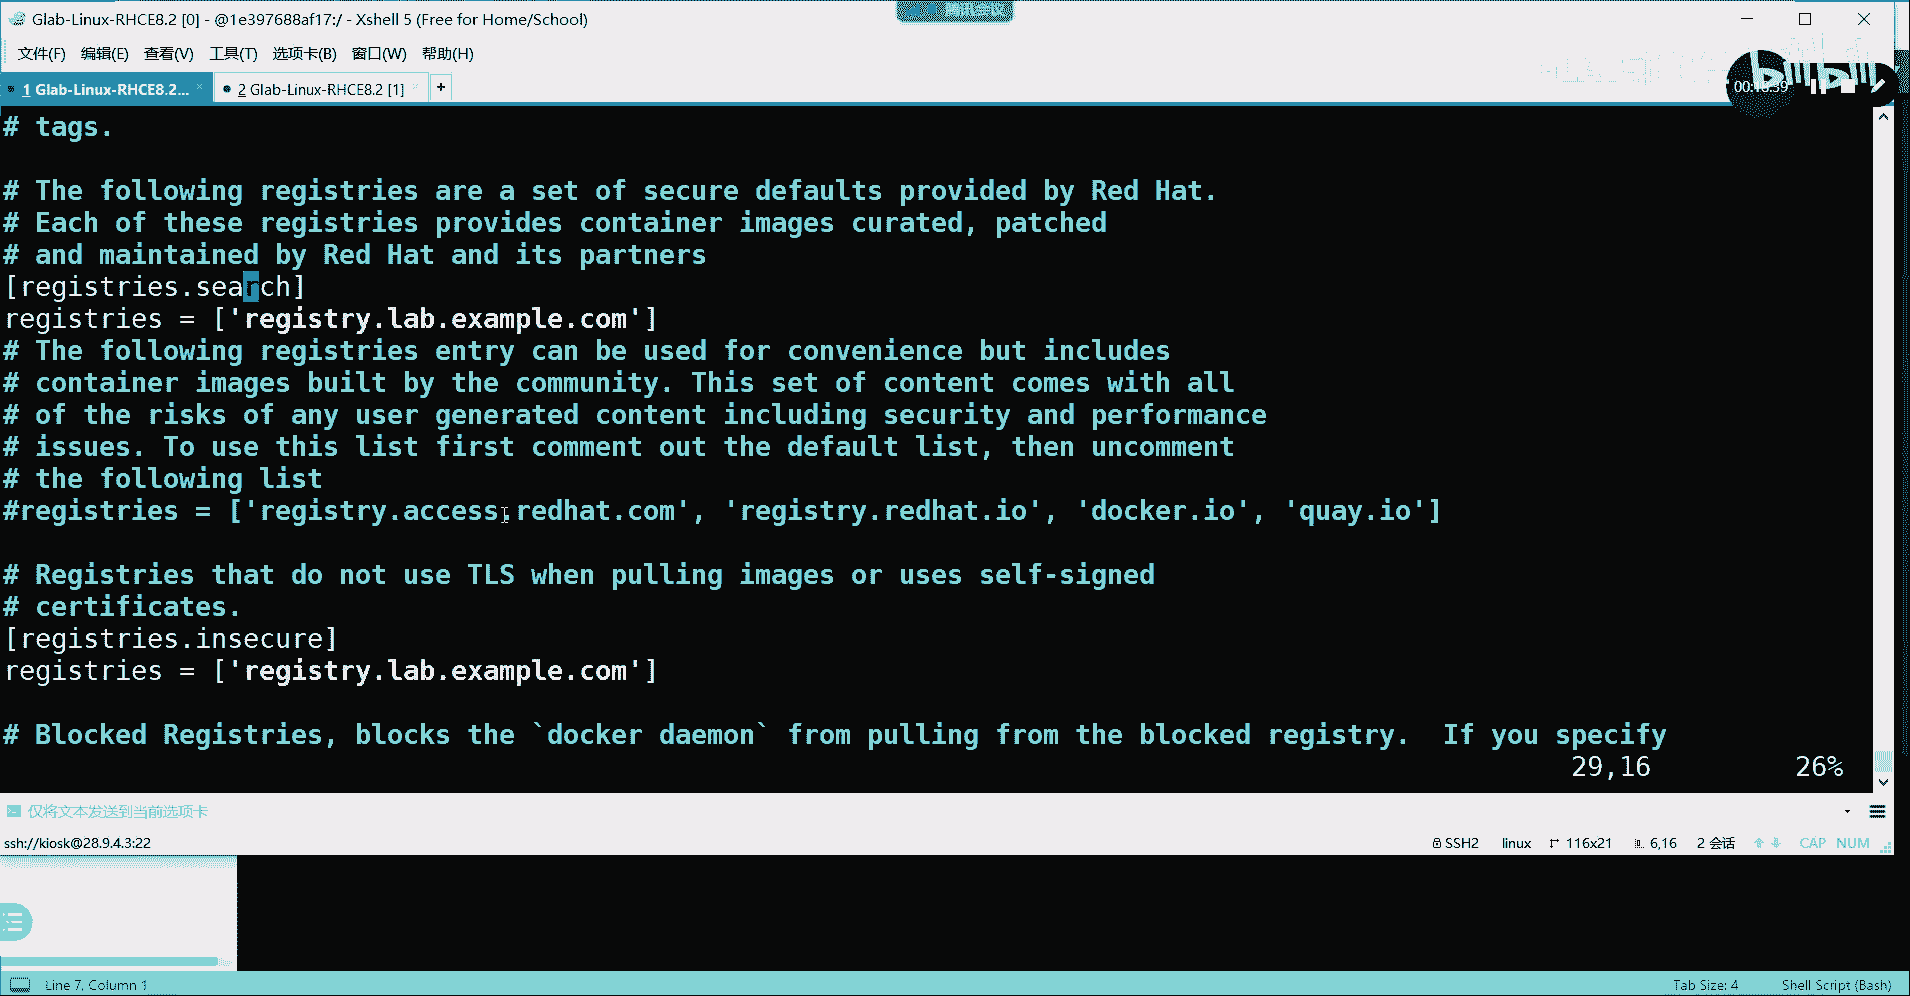 Glab-Linux-RHCE8.2 [0] - @1e397688af17:/ - Xshell 5 (Free for Home/School)
文件(F) 编辑(E) 查看(V) 工具(T) 选项卡(B) 窗口(W) 帮助(H)
1 Glab-Linux-RHCE8.2... × 2 Glab-Linux-RHCE8.2 [1] × +
# tags.
# The following registries are a set of secure defaults provided by Red Hat.
# Each of these registries provides container images curated, patched
# and maintained by Red Hat and its partners
[registries.search]
registries = ['registry.lab.example.com']
# The following registries entry can be used for convenience but includes
# container images built by the community. This set of content comes with all
# of the risks of any user generated content including security and performance
# issues. To use this list first comment out the default list, then uncomment
# the following list
#registries = ['registry.access.redhat.com', 'registry.redhat.io', 'docker.io', 'quay.io']
# Registries that do not use TLS when pulling images or uses self-signed
# certificates.
[registries.insecure]
registries = ['registry.lab.example.com']
# Blocked Registries, blocks the `docker daemon` from pulling from the blocked registry.  If you specify
29,16 26%
仅将文本发送到当前选项卡
ssh://kiosk@28.9.4.3:22 SSH2 linux 116x21 6,16 2 会话 CAP NUM
Line 7, Column 1 Tab Size: 4 Shell Script (Bash)